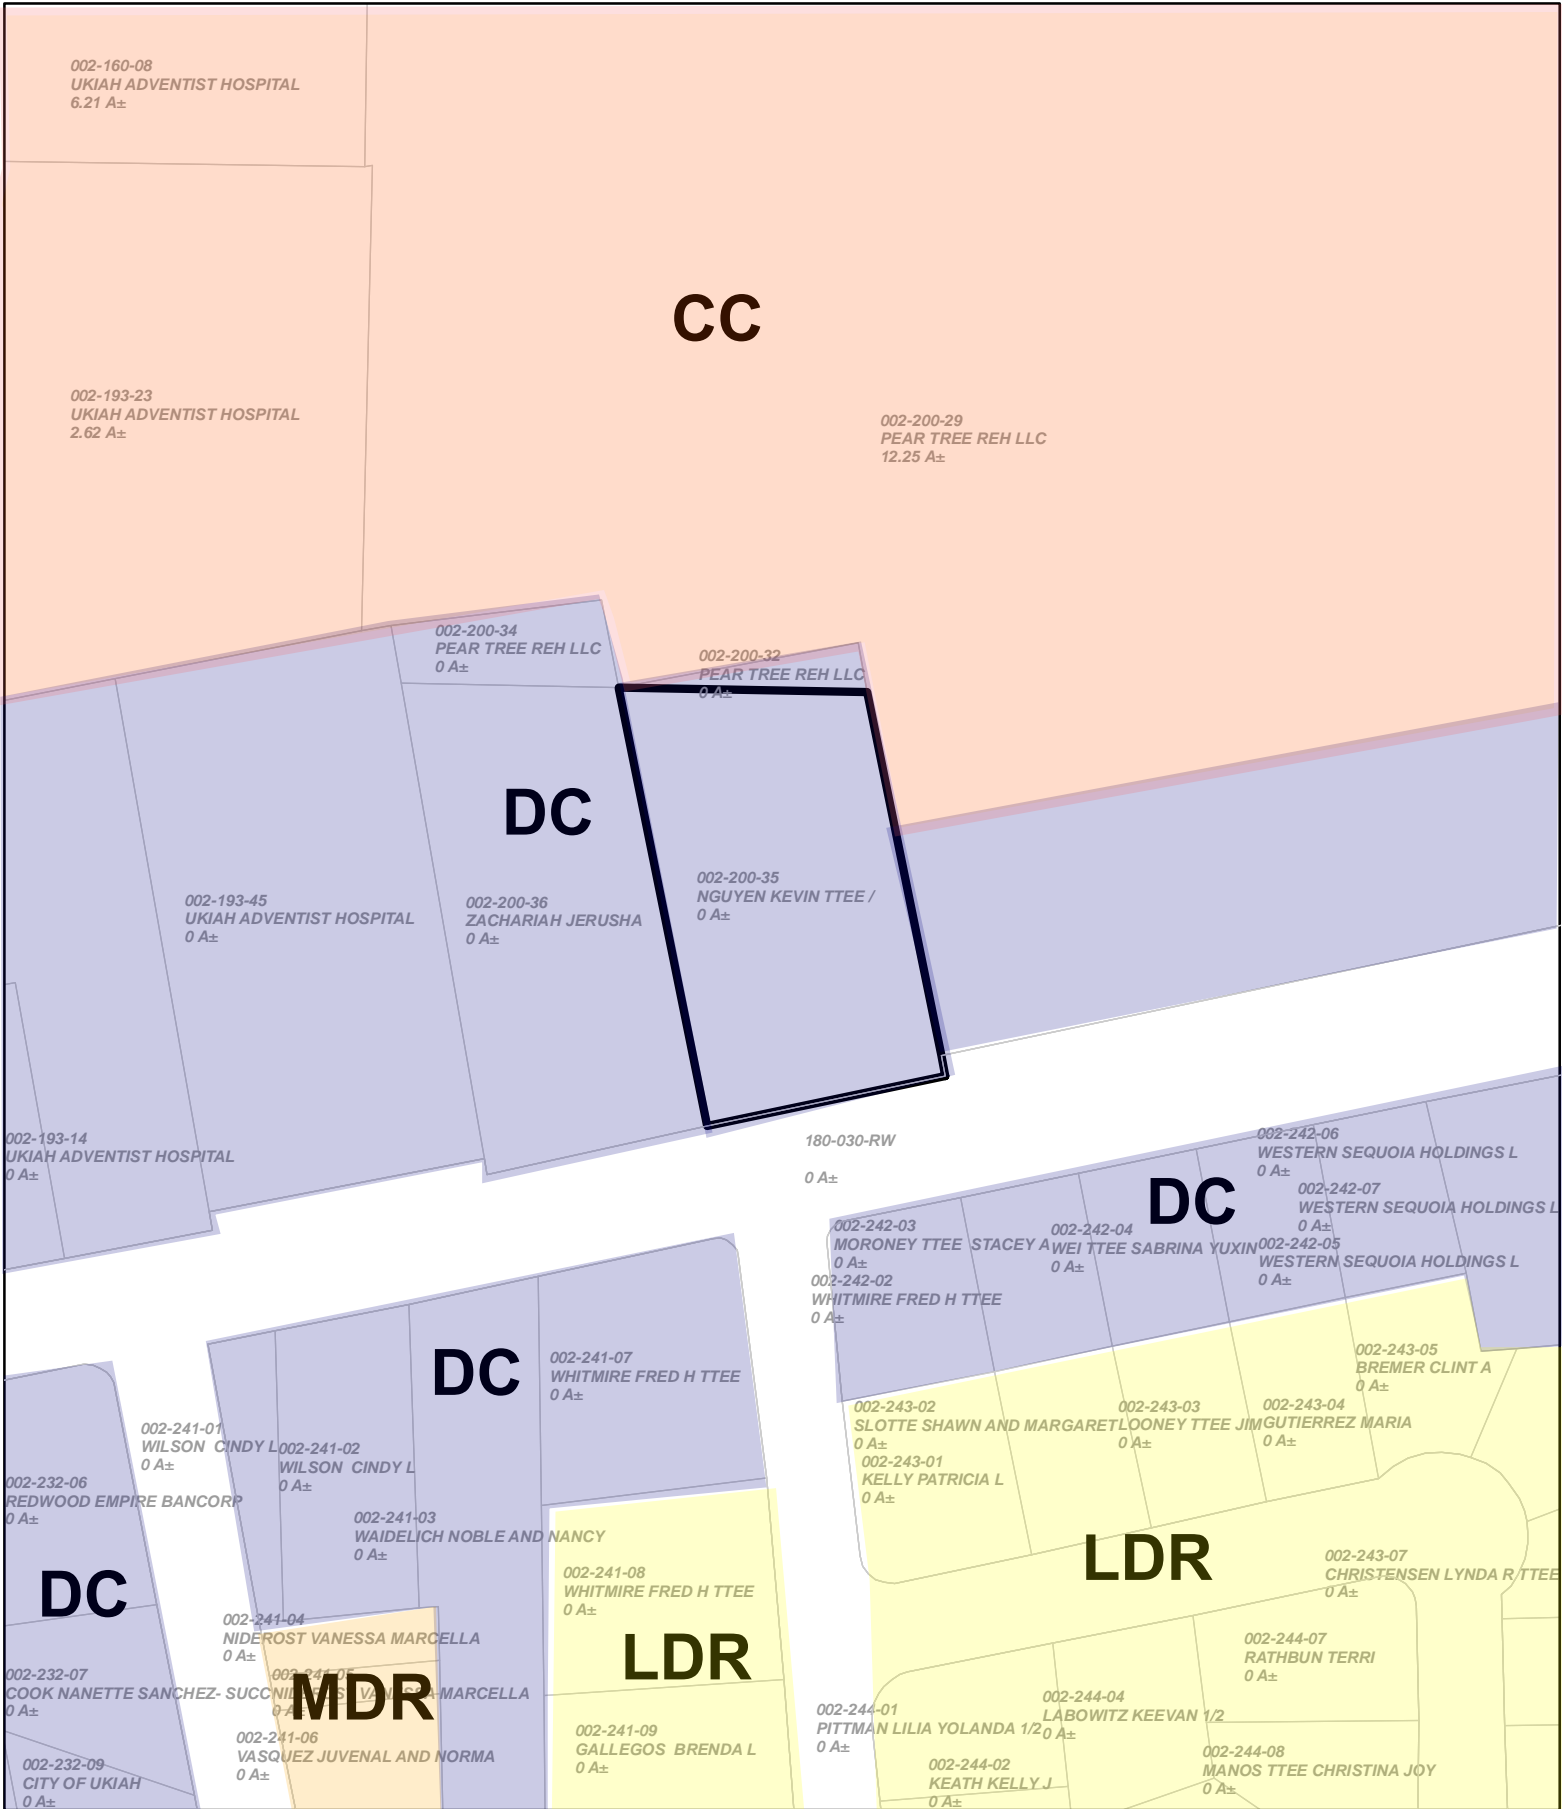 002-160-08
UKIAH ADVENTIST HOSPITAL
6.21 A±
CC
002-193-23
UKIAH ADVENTIST HOSPITAL
2.62 A±
002-200-29
PEAR TREE REH LLC
12.25 A±
002-200-34
PEAR TREE REH LLC
0 A±
002-200-32
PEAR TREE REH LLC
0 A±
DC
002-193-45
UKIAH ADVENTIST HOSPITAL
0 A±
002-200-36
ZACHARIAH JERUSHA
0 A±
002-200-35
NGUYEN KEVIN TTEE /
0 A±
002-193-14
UKIAH ADVENTIST HOSPITAL
0 A±
180-030-RW
0 A±
002-242-06
WESTERN SEQUOIA HOLDINGS L
0 A±
DC
002-242-07
WESTERN SEQUOIA HOLDINGS L
0 A±
002-242-03
MORONEY TTEE STACEY A
0 A±
002-242-04
WEI TTEE SABRINA YUXIN
0 A±
002-242-05
WESTERN SEQUOIA HOLDINGS L
0 A±
002-242-02
WHITMIRE FRED H TTEE
0 A±
DC
002-241-07
WHITMIRE FRED H TTEE
0 A±
002-243-05
BREMER CLINT A
0 A±
002-243-02
SLOTTE SHAWN AND MARGARET
0 A±
002-243-03
LOONEY TTEE JIM
0 A±
002-243-04
GUTIERREZ MARIA
0 A±
002-241-01
WILSON CINDY L
0 A±
002-241-02
WILSON CINDY L
0 A±
002-243-01
KELLY PATRICIA L
0 A±
002-232-06
REDWOOD EMPIRE BANCORP
0 A±
002-241-03
WAIDELICH NOBLE AND NANCY
0 A±
LDR
002-243-07
CHRISTENSEN LYNDA R TTEE
0 A±
DC
002-241-08
WHITMIRE FRED H TTEE
0 A±
002-241-04
NIDEROST VANESSA MARCELLA
0 A±
LDR
002-244-07
RATHBUN TERRI
0 A±
002-232-07
COOK NANETTE SANCHEZ- SUCC
0 A±
002-241-05
MARCELLA
0 A±
MDR
002-244-01
PITTMAN LILIA YOLANDA 1/2
0 A±
002-244-04
LABOWITZ KEEVAN 1/2
0 A±
002-241-06
VASQUEZ JUVENAL AND NORMA
0 A±
002-241-09
GALLEGOS BRENDA L
0 A±
002-232-09
CITY OF UKIAH
0 A±
002-244-02
KEATH KELLY J
0 A±
002-244-08
MANOS TTEE CHRISTINA JOY
0 A±